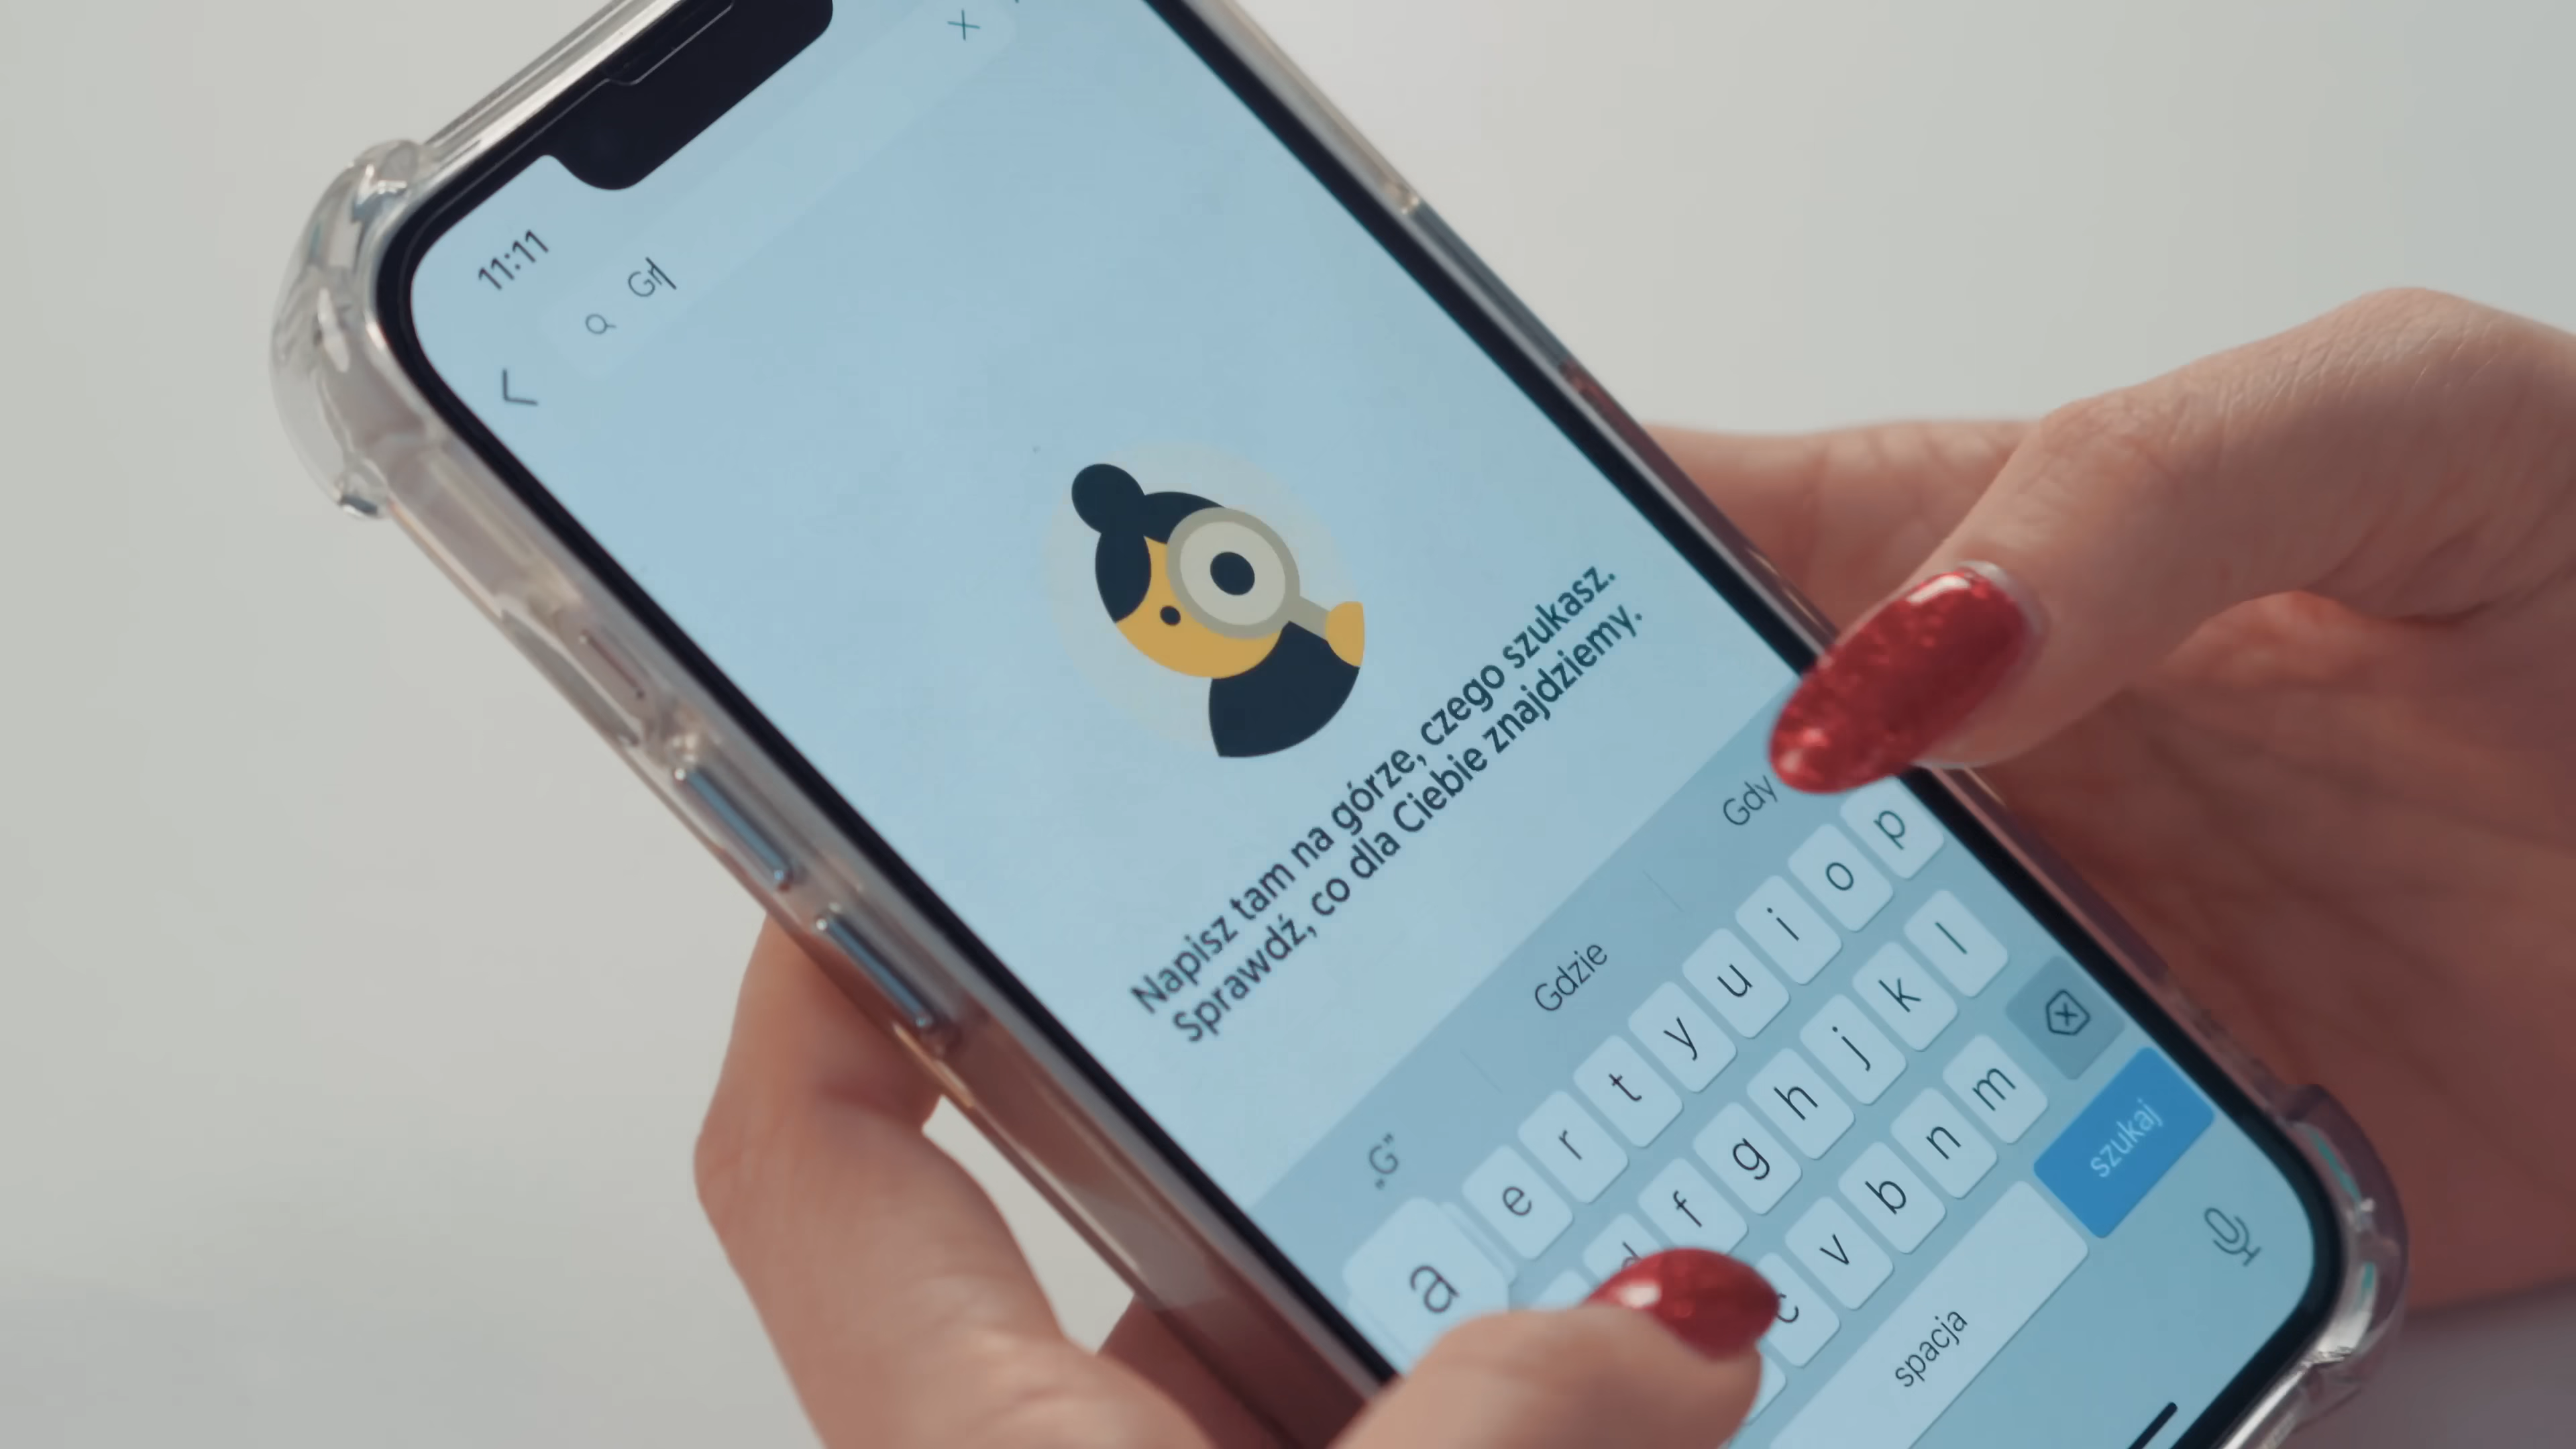 11:11
Gr
Napisz tam na górze, czego szukasz.
Sprawdź, co dla Ciebie znajdziemy.
„G” Gdzie Gdy
e r t y u i o p
a d f g h j k l
c v b n m
spacja szukaj